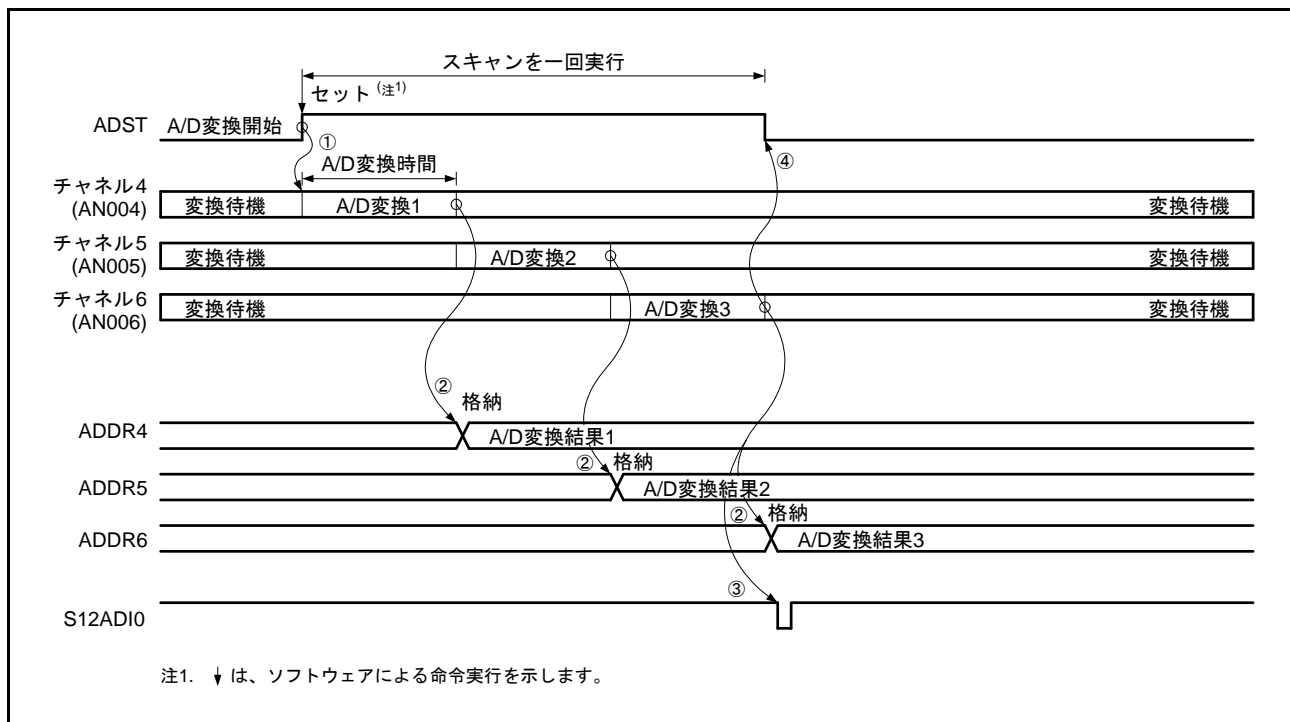 スキャンを一回実行
セット (注1)
ADST A/D変換開始
①
④
A/D変換時間
チャネル4
(AN004)
変換待機 A/D変換1 変換待機
チャネル5
(AN005)
変換待機 A/D変換2 変換待機
チャネル6
(AN006)
変換待機 A/D変換3 変換待機
② 格納
ADDR4 A/D変換結果1
② 格納
ADDR5 A/D変換結果2
② 格納
ADDR6 A/D変換結果3
③
S12ADI0
注1. ↓は、ソフトウェアによる命令実行を示します。